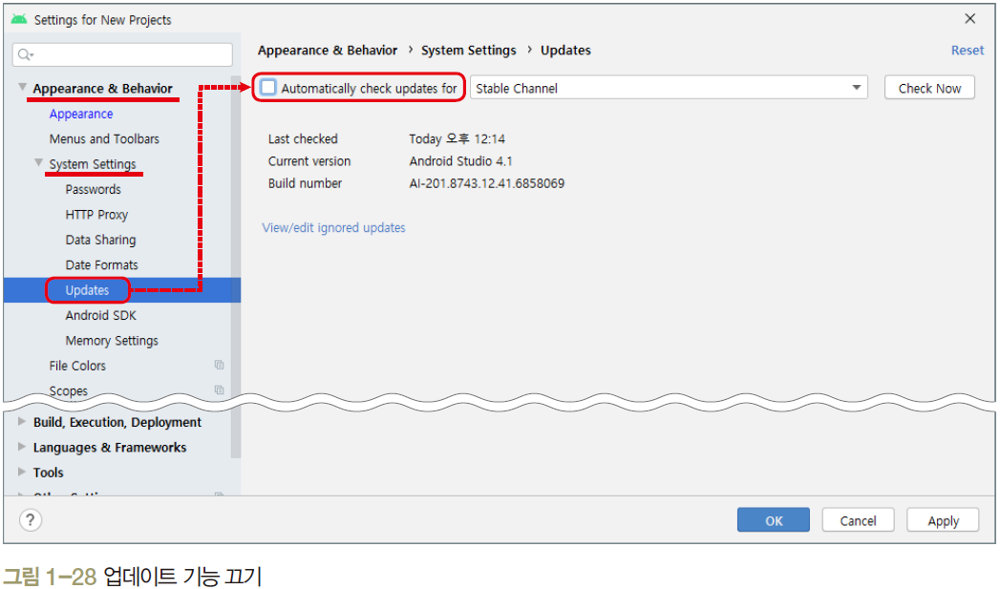 Settings for New Projects
Appearance & Behavior › System Settings › Updates
Reset
Appearance & Behavior
Appearance
Menus and Toolbars
System Settings
Passwords
HTTP Proxy
Data Sharing
Date Formats
Updates
Android SDK
Memory Settings
File Colors
Scopes
Build, Execution, Deployment
Languages & Frameworks
Tools
Automatically check updates for
Stable Channel
Check Now
Last checked Today 오후 12:14
Current version Android Studio 4.1
Build number AI-201.8743.12.41.6858069
View/edit ignored updates
?
OK
Cancel
Apply
그림 1-28 업데이트 기능 끄기